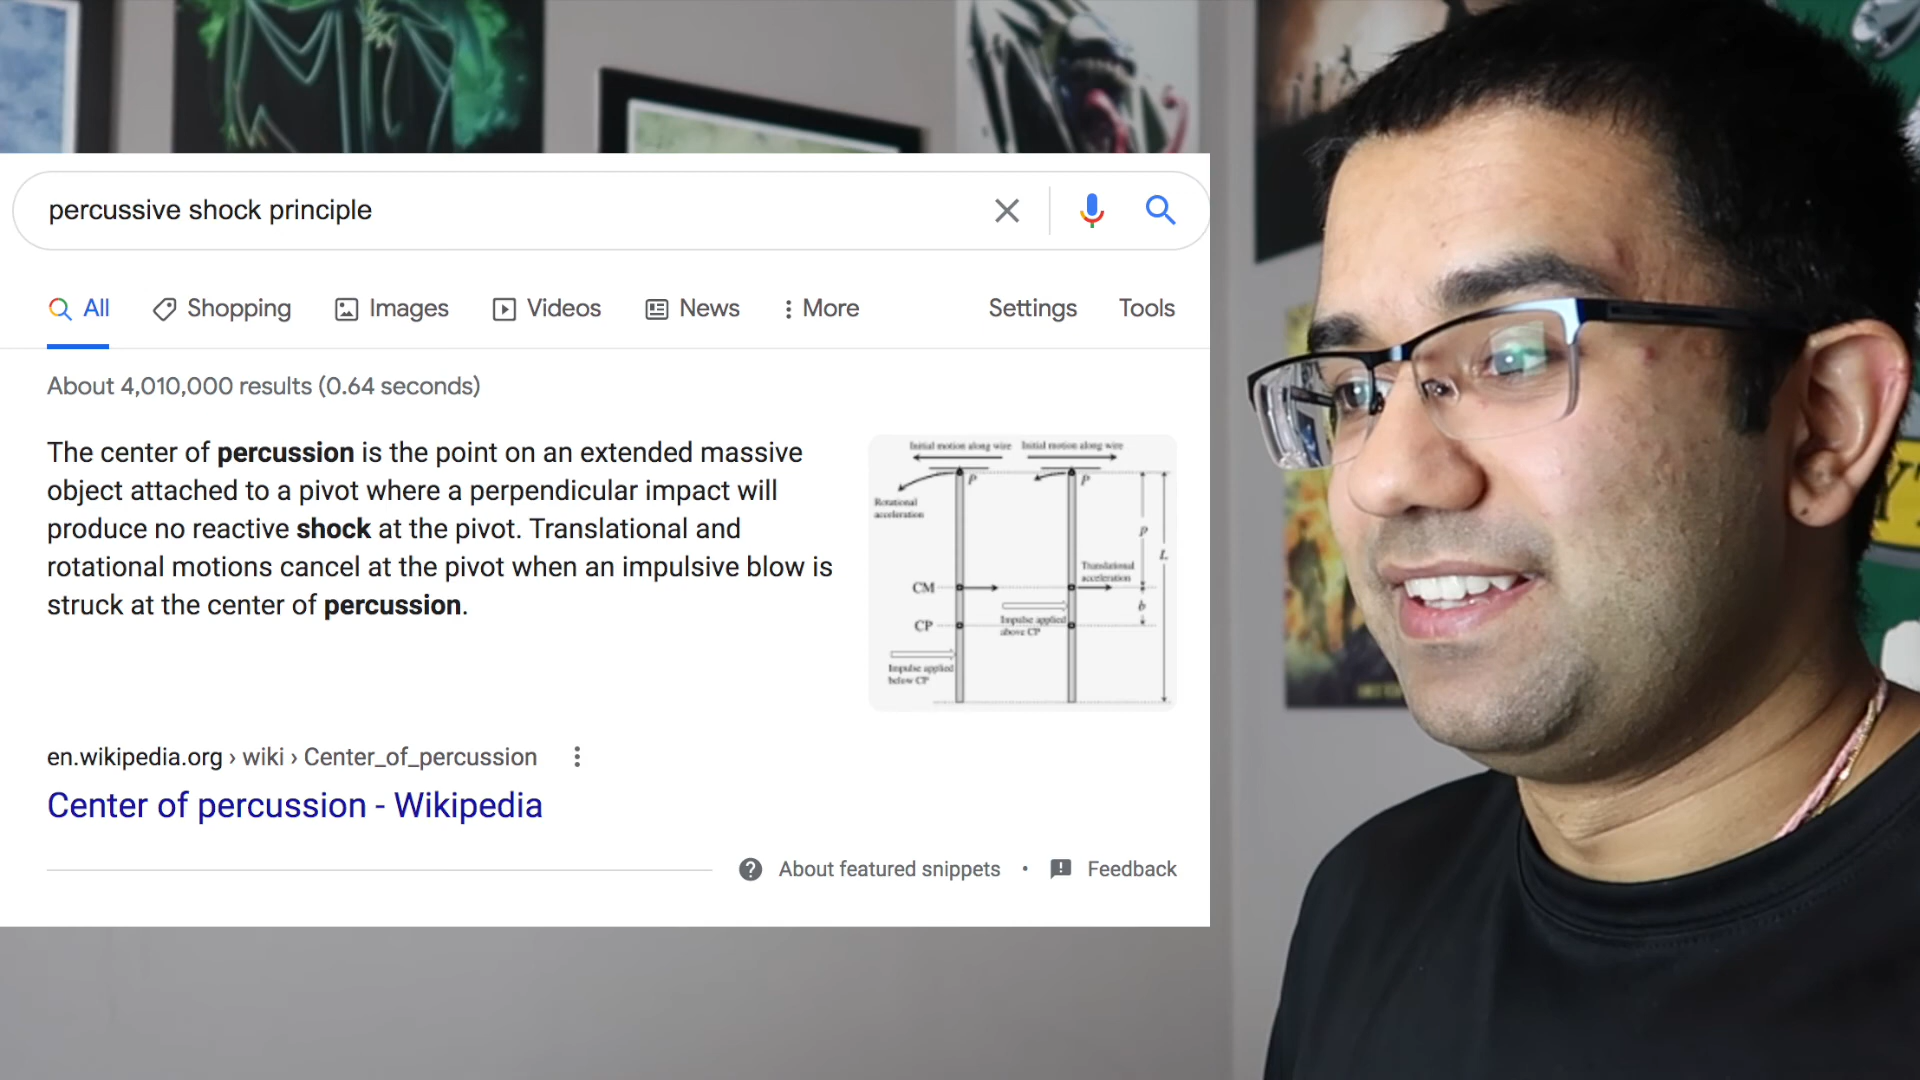 percussive shock principle
All Shopping Images Videos News More Settings Tools
About 4,010,000 results (0.64 seconds)
The center of percussion is the point on an extended massive
object attached to a pivot where a perpendicular impact will
produce no reactive shock at the pivot. Translational and
rotational motions cancel at the pivot when an impulsive blow is
struck at the center of percussion.
Initial motion along wire Initial motion along wire
P P
Rotational
acceleration
p
L
Translational
acceleration
CM
b
CP
Impulse applied
above CP
Impulse applied
below CP
en.wikipedia.org › wiki › Center_of_percussion
Center of percussion - Wikipedia
About featured snippets • Feedback